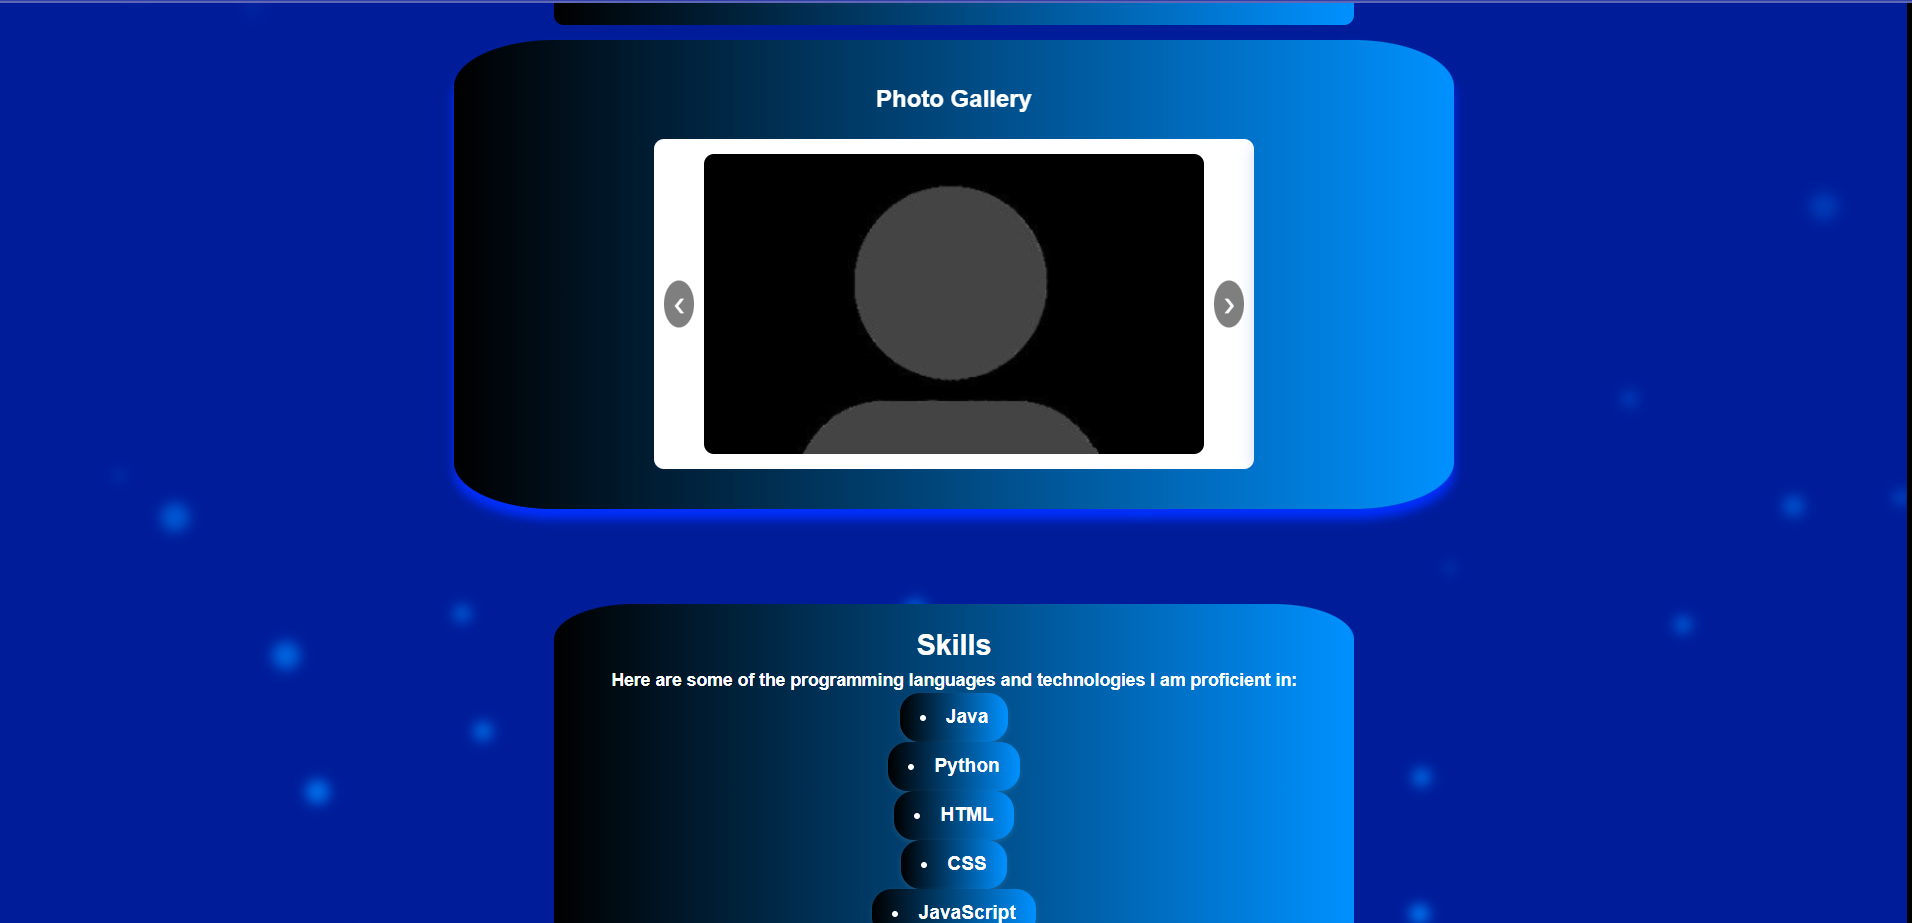 Photo Gallery
❮ ❯
Skills
Here are some of the programming languages and technologies I am proficient in:
• Java
• Python
• HTML
• CSS
• JavaScript